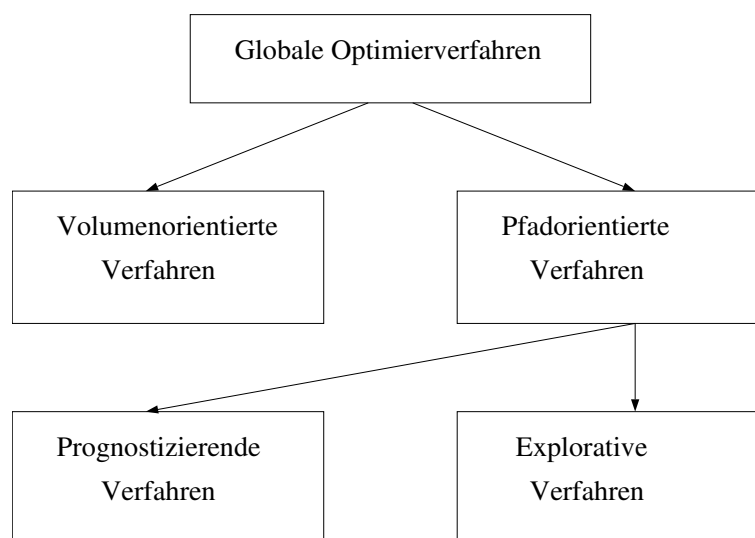 Globale Optimierverfahren
Volumenorientierte
Verfahren
Pfadorientierte
Verfahren
Prognostizierende
Verfahren
Explorative
Verfahren